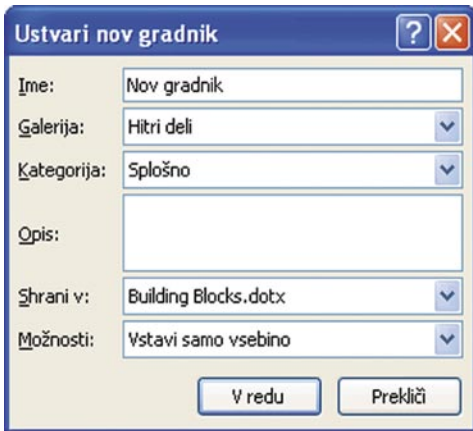 Ustvari nov gradnik
Ime: Nov gradnik
Galerija: Hitri deli
Kategorija: Splošno
Opis:
Shrani v: Building Blocks.dotx
Možnosti: Vstavi samo vsebino
V redu Prekliči